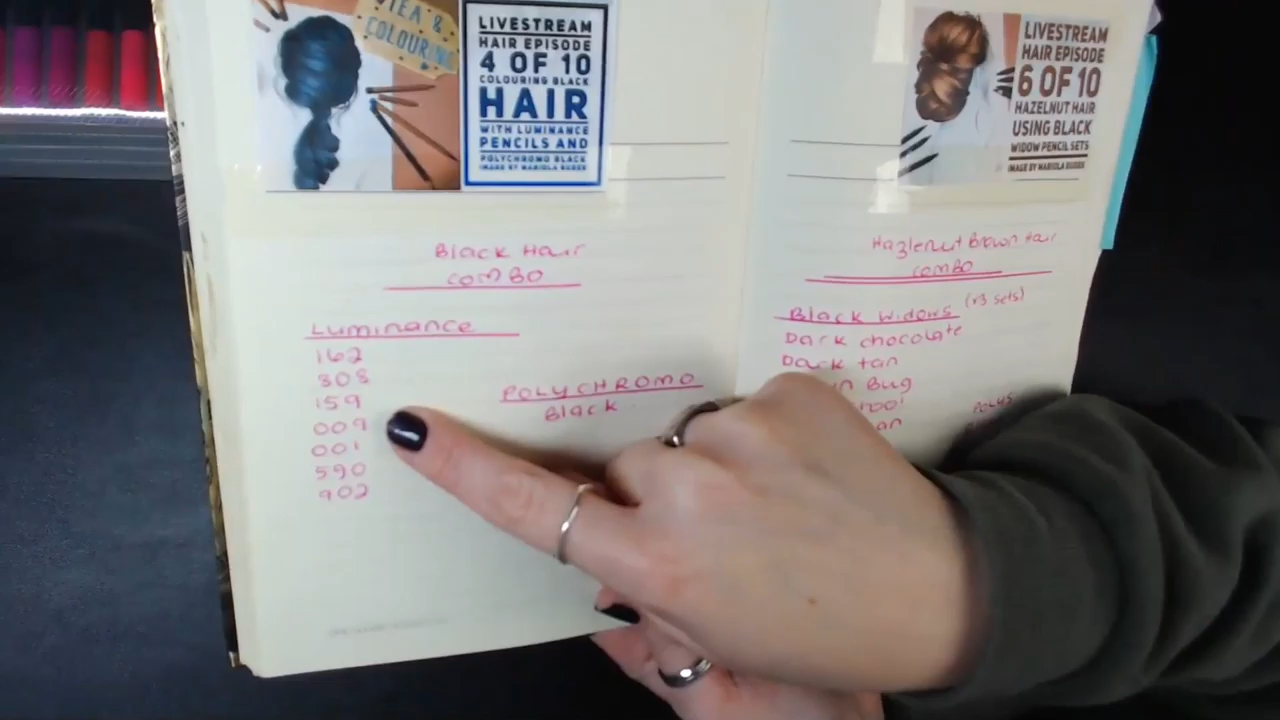 TEA &
COLOURING
LIVESTREAM
HAIR EPISODE
4 OF 10
COLOURING BLACK
HAIR
WITH LUMINANCE
PENCILS AND
POLYCHROMO BLACK
IMAGE BY MARIOLA BUDEK
Black Hair
comBO
Luminance
162
308
159
009
001
590
902
POLYCHROMO
Black
LIVESTREAM
HAIR EPISODE
6 OF 10
HAZELNUT HAIR
USING BLACK
WIDOW PENCIL SETS
IMAGE BY MARIOLA BUDEK
Hazlenut Brown Hair
comBO
Black Widows (x3 sets)
Dark chocolate
Dark tan
Bug
POLYS